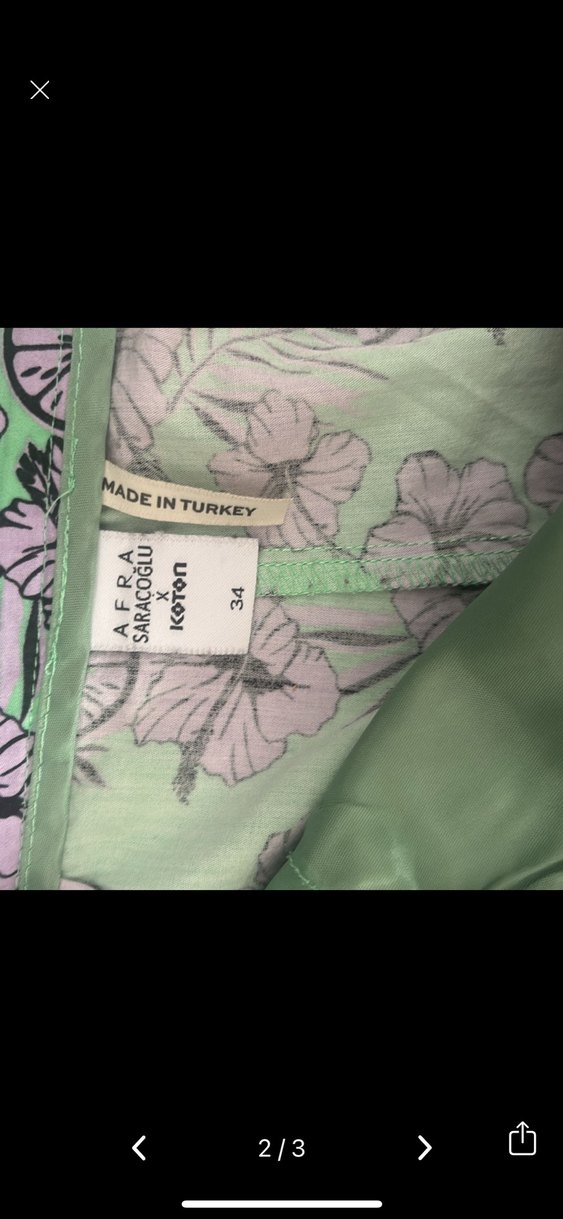 MADE IN TURKEY
AFRA
SARAÇOĞLU
X
KOTON
34
2/3